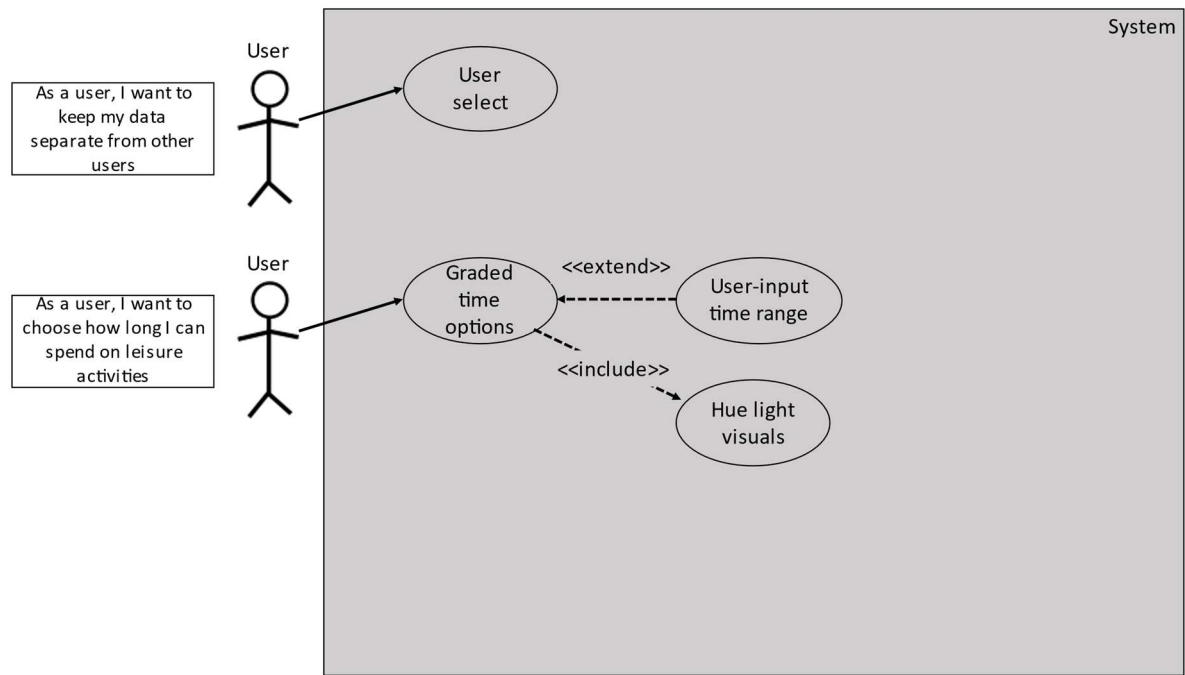 System
User
As a user, I want to
keep my data
separate from other
users
User
select
User
As a user, I want to
choose how long I can
spend on leisure
activities
Graded
time
options
<<extend>>
User-input
time range
<<include>>
Hue light
visuals